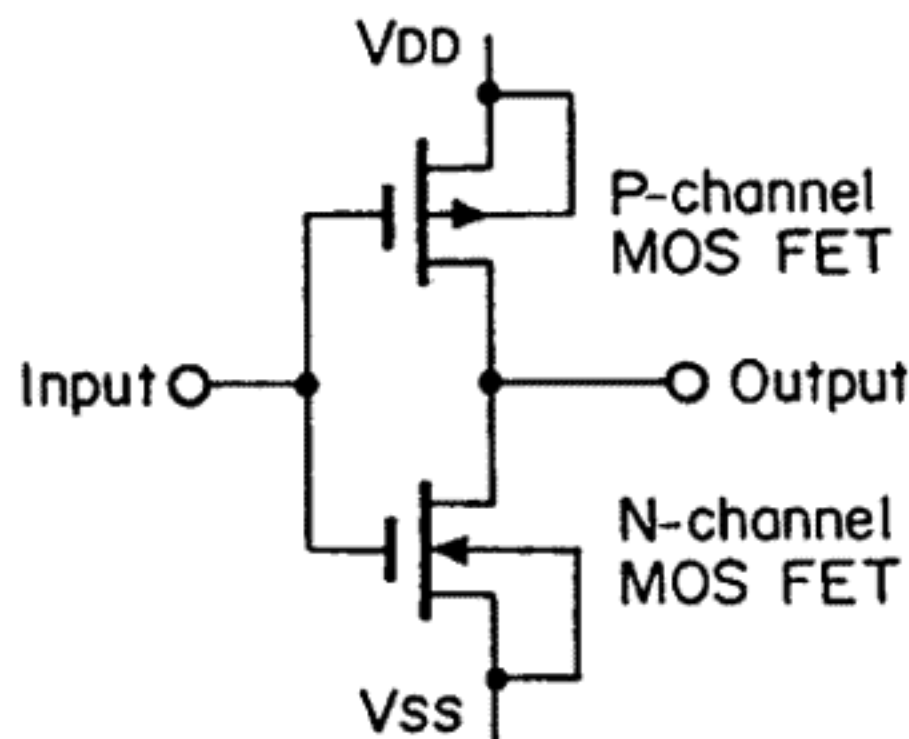 VDD
P-channel
MOS FET
Input
Output
N-channel
MOS FET
VSS